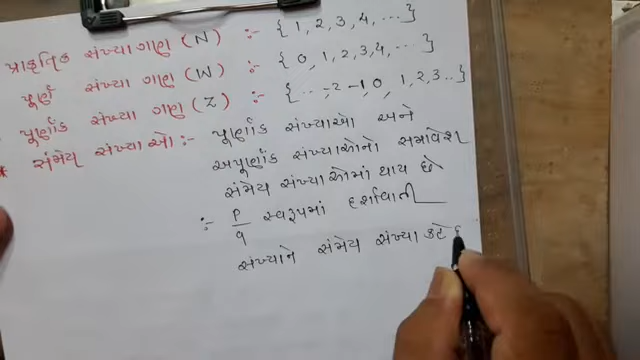 પ્રાકૃતિક સંખ્યા ગણ (N) :- { 1, 2, 3, 4, ... }
પૂર્ણ સંખ્યા ગણ (W) :- { 0, 1, 2, 3, 4, ... }
પૂર્ણાંક સંખ્યા ગણ (Z) :- { ... -2 -1, 0, 1, 2, 3 .. }
* સંમેય સંખ્યાઓ :- પૂર્ણાંક સંખ્યાઓ અને
અપૂર્ણાંક સંખ્યાઓનો સમાવેશ
સંમેય સંખ્યાઓમાં થાય છે
:- p/q સ્વરૂપમાં દર્શાવાતી
સંખ્યાને સંમેય સંખ્યા કહે